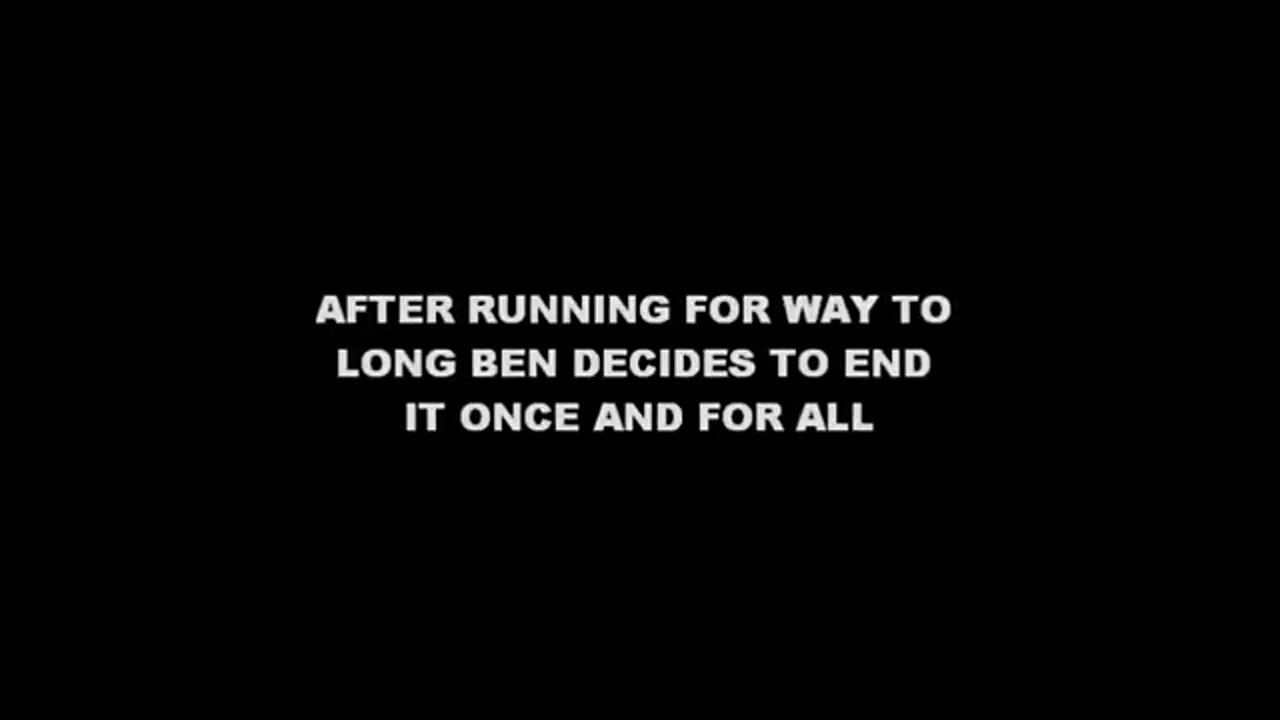 AFTER RUNNING FOR WAY TO
LONG BEN DECIDES TO END
IT ONCE AND FOR ALL